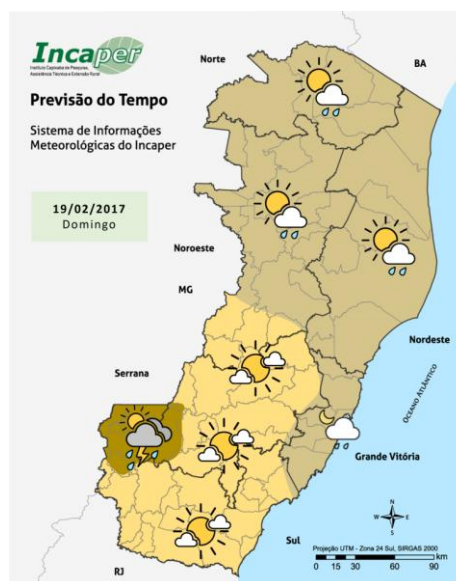 Incaper
Instituto Capixaba de Pesquisa,
Assistência Técnica e Extensão Rural
Previsão do Tempo
Sistema de Informações
Meteorológicas do Incaper
19/02/2017
Domingo
Norte
BA
Noroeste
MG
Nordeste
Serrana
OCEANO ATLÂNTICO
Grande Vitória
N
W
E
S
Sul
RJ
Projeção UTM - Zona 24 Sul, SIRGAS 2000
km
0 15 30 60 90